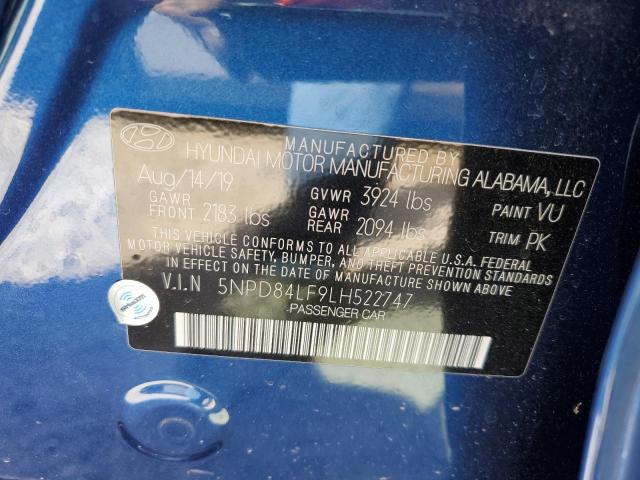 MANUFACTURED BY
HYUNDAI MOTOR MANUFACTURING ALABAMA, LLC
Aug/14/19 GVWR 3924 lbs PAINT VU
GAWR FRONT 2183 lbs GAWR REAR 2094 lbs TRIM PK
THIS VEHICLE CONFORMS TO ALL APPLICABLE U.S.A. FEDERAL
MOTOR VEHICLE SAFETY, BUMPER, AND THEFT PREVENTION STANDARDS
IN EFFECT ON THE DATE OF MANUFACTURE SHOWN ABOVE
V.I.N 5NPD84LF9LH522747
-PASSENGER CAR
SiriusXM